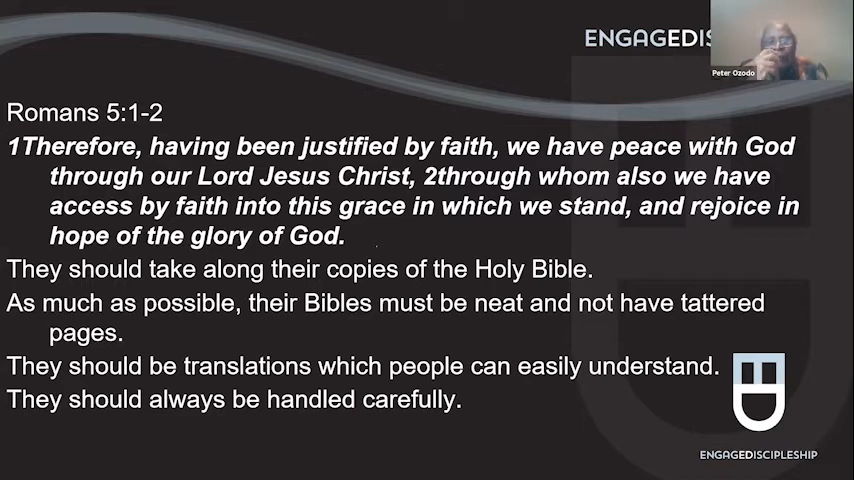 ENGAGEDIS
Peter Ozodo
Romans 5:1-2
1Therefore, having been justified by faith, we have peace with God
through our Lord Jesus Christ, 2through whom also we have
access by faith into this grace in which we stand, and rejoice in
hope of the glory of God.
They should take along their copies of the Holy Bible.
As much as possible, their Bibles must be neat and not have tattered
pages.
They should be translations which people can easily understand.
They should always be handled carefully.
ENGAGEDISCIPLESHIP